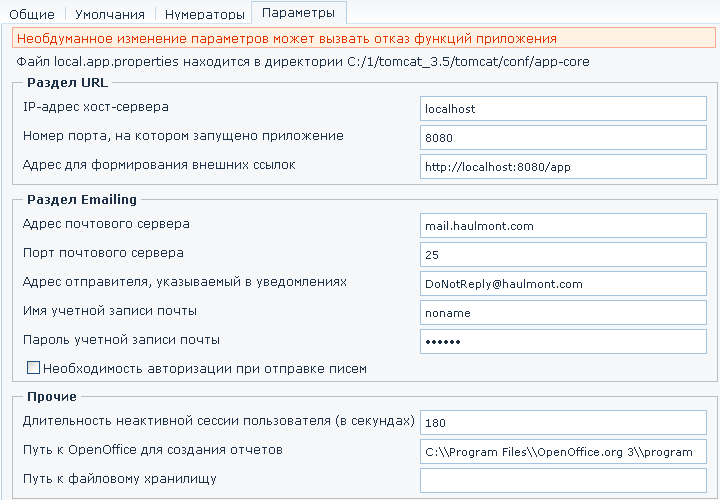 Общие Умолчания Нумераторы Параметры
Необдуманное изменение параметров может вызвать отказ функций приложения
Файл local.app.properties находится в директории C:/1/tomcat_3.5/tomcat/conf/app-core
Раздел URL
IP-адрес хост-сервера localhost
Номер порта, на котором запущено приложение 8080
Адрес для формирования внешних ссылок http://localhost:8080/app
Раздел Emailing
Адрес почтового сервера mail.haulmont.com
Порт почтового сервера 25
Адрес отправителя, указываемый в уведомлениях DoNotReply@haulmont.com
Имя учетной записи почты noname
Пароль учетной записи почты ••••••
Необходимость авторизации при отправке писем
Прочие
Длительность неактивной сессии пользователя (в секундах) 180
Путь к OpenOffice для создания отчетов C:\\Program Files\\OpenOffice.org 3\\program
Путь к файловому хранилищу